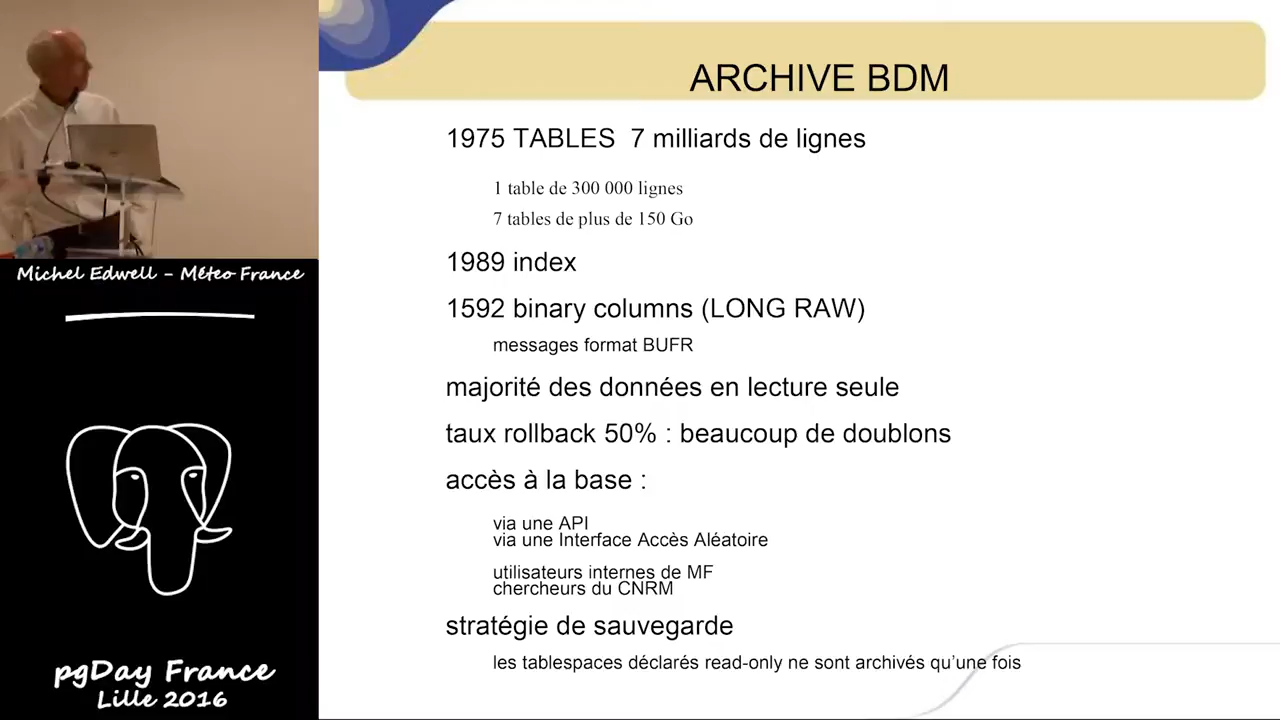 ARCHIVE BDM
1975 TABLES 7 milliards de lignes
1 table de 300 000 lignes
7 tables de plus de 150 Go
1989 index
1592 binary columns (LONG RAW)
messages format BUFR
majorité des données en lecture seule
taux rollback 50% : beaucoup de doublons
accès à la base :
via une API
via une Interface Accès Aléatoire
utilisateurs internes de MF
chercheurs du CNRM
stratégie de sauvegarde
les tablespaces déclarés read-only ne sont archivés qu'une fois
Michel Edwell - Méteo France
pgDay France
Lille 2016